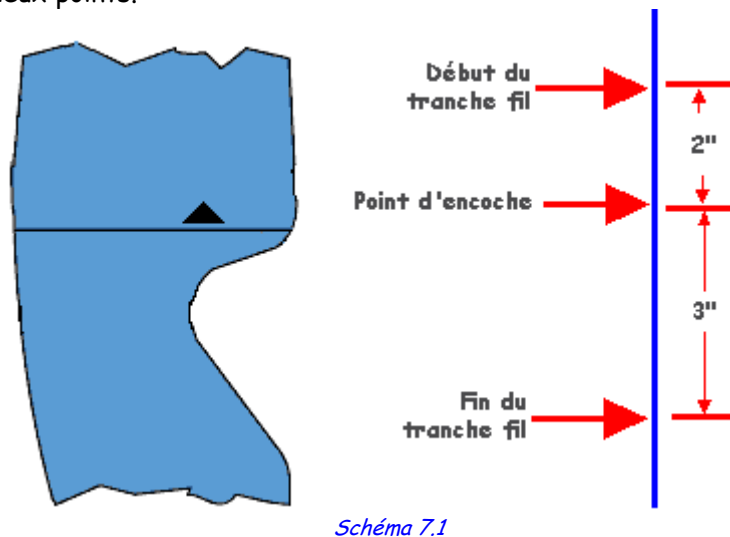 Début du
tranche fil
2"
Point d'encoche
3"
Fin du
tranche fil
Schéma 7.1